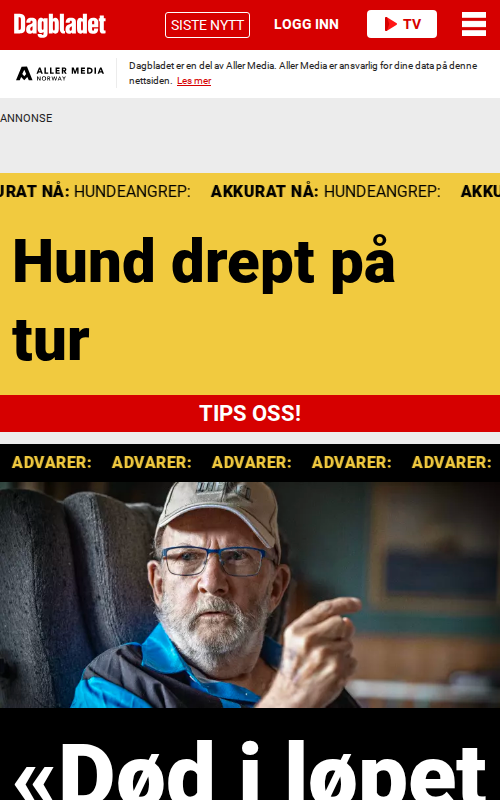 Dagbladet
SISTE NYTT
LOGG INN
TV
ALLER MEDIA
NORWAY
Dagbladet er en del av Aller Media. Aller Media er ansvarlig for dine data på denne
nettsiden. Les mer
ANNONSE
URAT NÅ: HUNDEANGREP: AKKURAT NÅ: HUNDEANGREP: AKKU
Hund drept på
tur
TIPS OSS!
ADVARER: ADVARER: ADVARER: ADVARER: ADVARER:
«Død i løpet